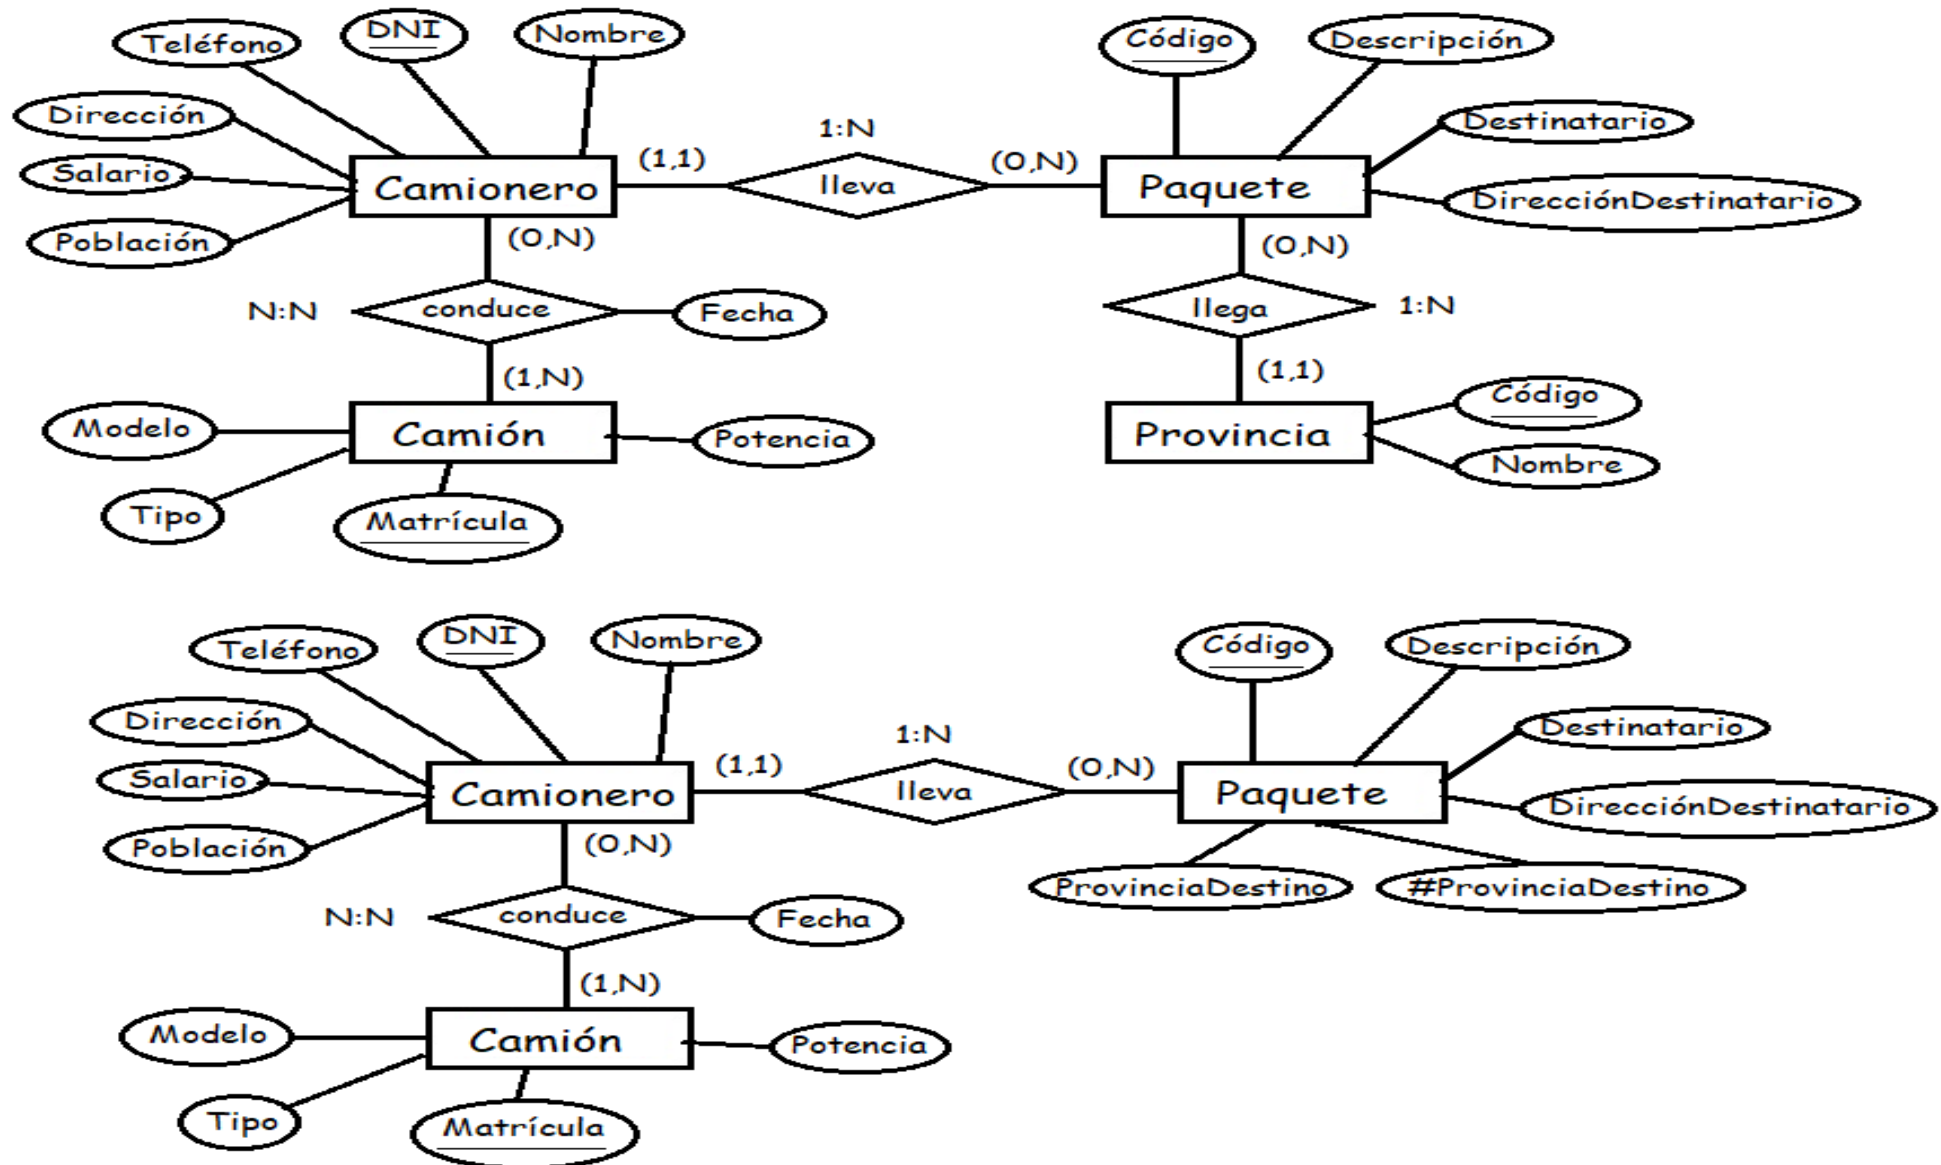 DNI
Nombre
Teléfono
Código
Descripción
Dirección
Destinatario
1:N
(1,1)
(0,N)
Salario
Camionero
lleva
Paquete
DirecciónDestinatario
Población
(0,N)
(0,N)
N:N
conduce
Fecha
llega
1:N
(1,N)
(1,1)
Código
Modelo
Camión
Potencia
Provincia
Nombre
Tipo
Matrícula
Teléfono
DNI
Nombre
Código
Descripción
Dirección
1:N
Destinatario
(1,1)
(0,N)
Salario
Camionero
lleva
Paquete
DirecciónDestinatario
Población
(0,N)
ProvinciaDestino
#ProvinciaDestino
N:N
conduce
Fecha
(1,N)
Modelo
Camión
Potencia
Tipo
Matrícula